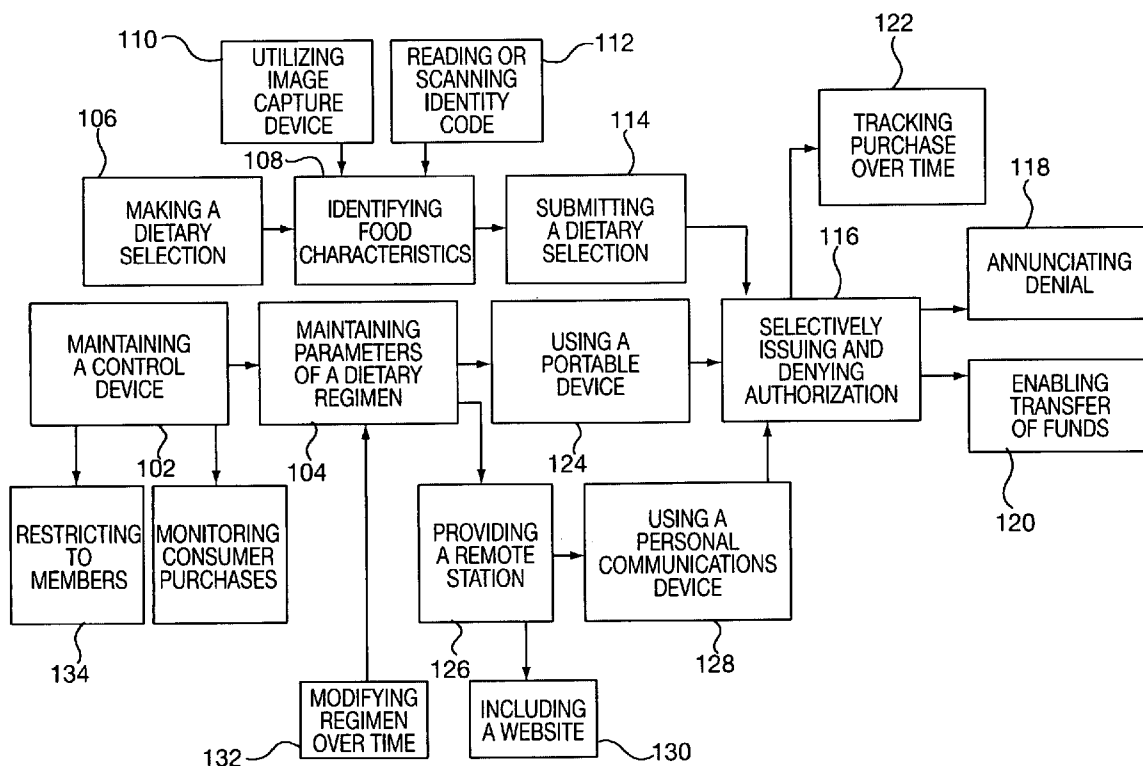 110
UTILIZING
IMAGE
CAPTURE
DEVICE
READING OR
SCANNING
IDENTITY
CODE
112
122
TRACKING
PURCHASE
OVER TIME
106
MAKING A
DIETARY
SELECTION
108
IDENTIFYING
FOOD
CHARACTERISTICS
114
SUBMITTING
A DIETARY
SELECTION
116
118
ANNUNCIATING
DENIAL
MAINTAINING
A CONTROL
DEVICE
102
MAINTAINING
PARAMETERS
OF A DIETARY
REGIMEN
104
USING A
PORTABLE
DEVICE
124
SELECTIVELY
ISSUING AND
DENYING
AUTHORIZATION
ENABLING
TRANSFER
OF FUNDS
120
RESTRICTING
TO
MEMBERS
134
MONITORING
CONSUMER
PURCHASES
PROVIDING
A REMOTE
STATION
126
USING A
PERSONAL
COMMUNICATIONS
DEVICE
128
MODIFYING
REGIMEN
OVER TIME
132
INCLUDING
A WEBSITE
130